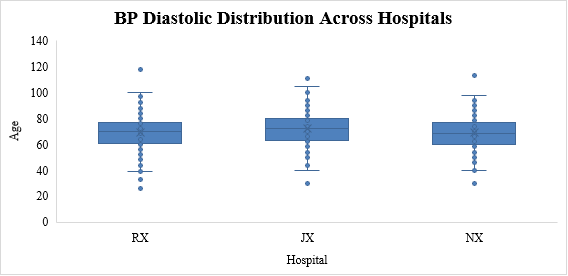 BP Diastolic Distribution Across Hospitals
140
120
100
80
60
40
20
0
Age
RX
JX
NX
Hospital